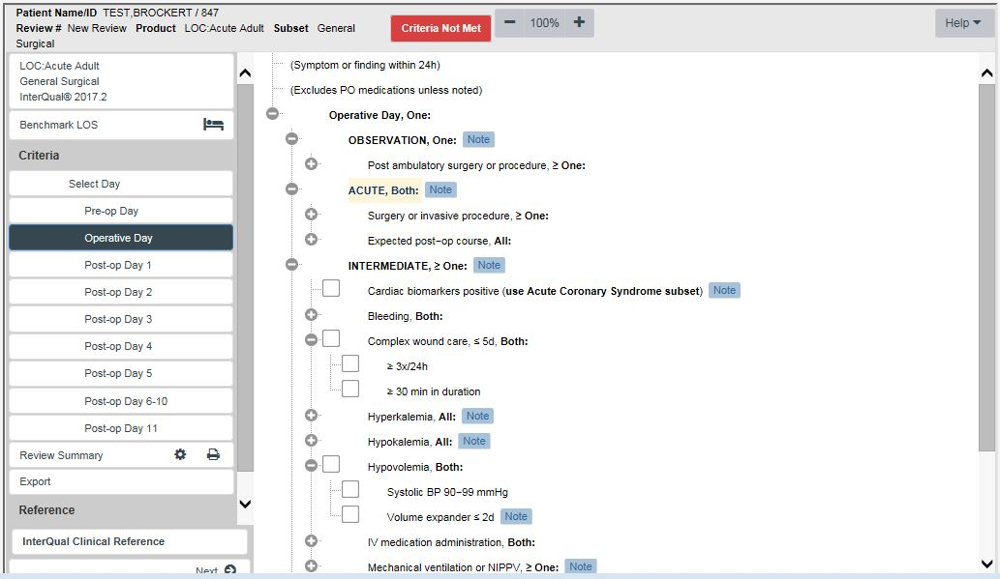 Patient Name/ID TEST,BROCKERT / 847
Review # New Review Product LOC:Acute Adult Subset General
Surgical
Criteria Not Met
100%
Help
LOC:Acute Adult
General Surgical
InterQual® 2017.2
Benchmark LOS
Criteria
Select Day
Pre-op Day
Operative Day
Post-op Day 1
Post-op Day 2
Post-op Day 3
Post-op Day 4
Post-op Day 5
Post-op Day 6-10
Post-op Day 11
Review Summary
Export
Reference
InterQual Clinical Reference
Next
(Symptom or finding within 24h)
(Excludes PO medications unless noted)
Operative Day, One:
OBSERVATION, One: Note
Post ambulatory surgery or procedure, ≥ One:
ACUTE, Both: Note
Surgery or invasive procedure, ≥ One:
Expected post-op course, All:
INTERMEDIATE, ≥ One: Note
Cardiac biomarkers positive (use Acute Coronary Syndrome subset) Note
Bleeding, Both:
Complex wound care, ≤ 5d, Both:
≥ 3x/24h
≥ 30 min in duration
Hyperkalemia, All: Note
Hypokalemia, All: Note
Hypovolemia, Both:
Systolic BP 90-99 mmHg
Volume expander ≤ 2d Note
IV medication administration, Both:
Mechanical ventilation or NIPPV, ≥ One: Note